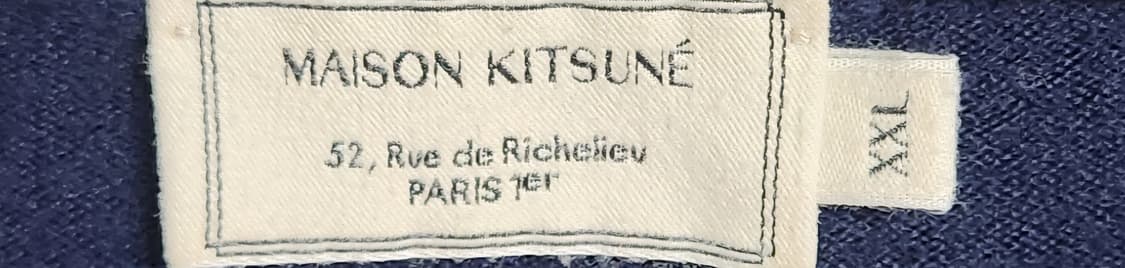 MAISON KITSUNÉ
52, Rue de Richelieu
PARIS 1er
XXL